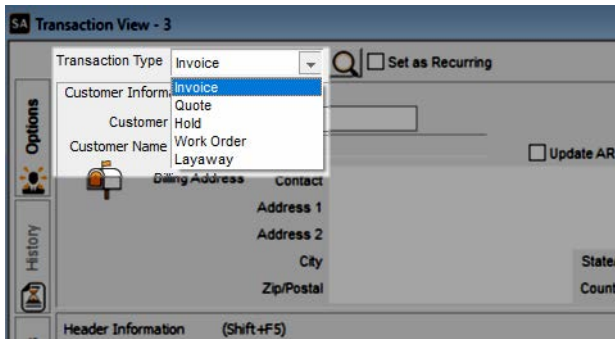 SA Transaction View - 3
Transaction Type Invoice Set as Recurring
Invoice
Customer Inform
Quote
Customer Hold
Customer Name Work Order Update AR
Layaway
Billing Address Contact
Address 1
Address 2
City State
Zip/Postal Count
Header Information (Shift+F5)
Options
History